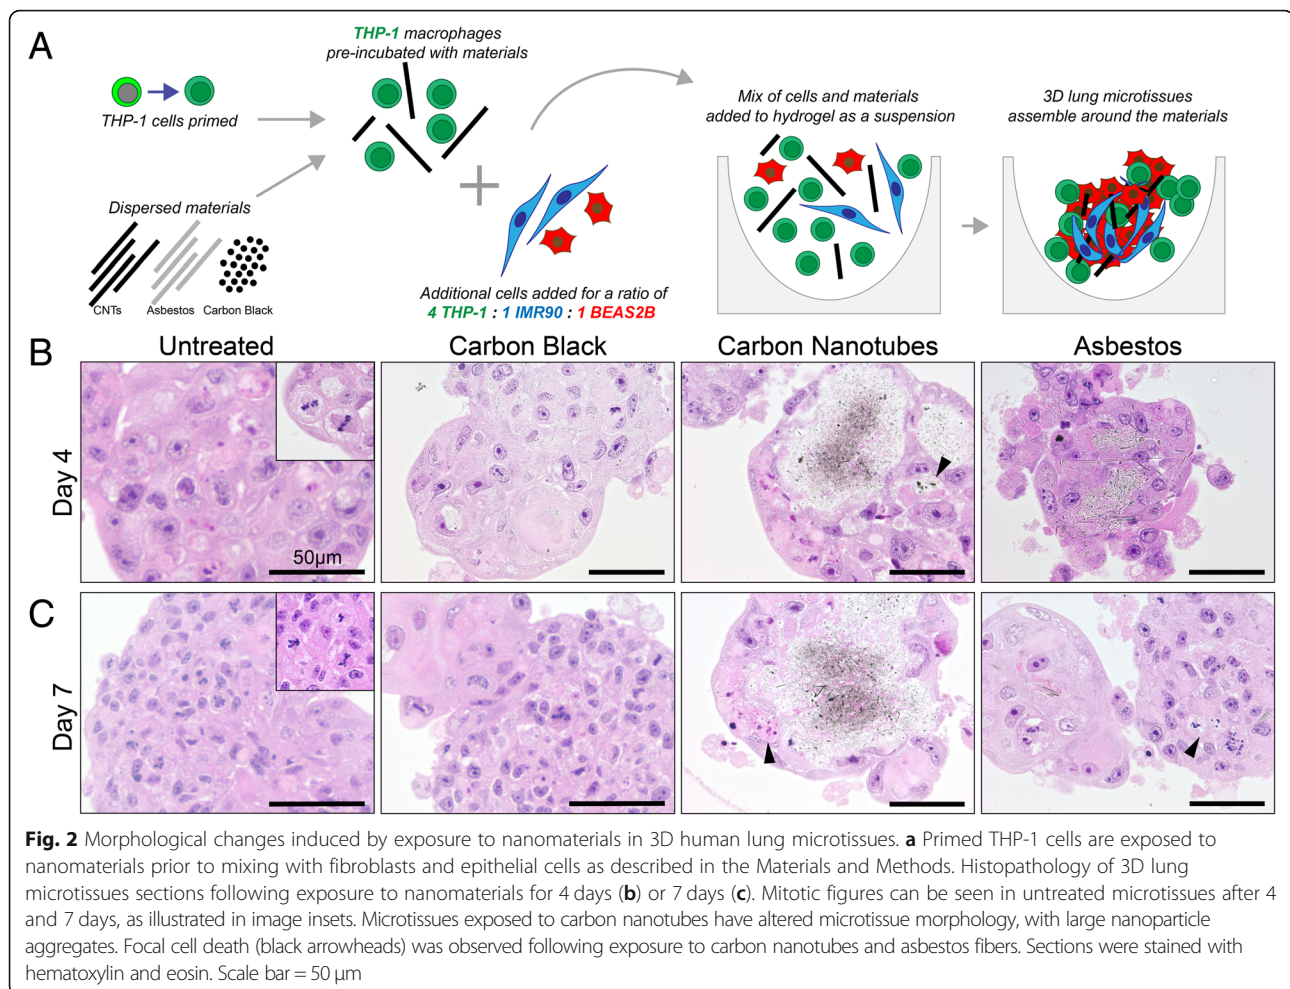 A
THP-1 macrophages
pre-incubated with materials
THP-1 cells primed
Dispersed materials
CNTs
Asbestos
Carbon Black
Additional cells added for a ratio of
4 THP-1 : 1 IMR90 : 1 BEAS2B
Mix of cells and materials
added to hydrogel as a suspension
3D lung microtissues
assemble around the materials
B
Untreated
Carbon Black
Carbon Nanotubes
Asbestos
Day 4
50μm
C
Day 7
Fig. 2 Morphological changes induced by exposure to nanomaterials in 3D human lung microtissues. a Primed THP-1 cells are exposed to
nanomaterials prior to mixing with fibroblasts and epithelial cells as described in the Materials and Methods. Histopathology of 3D lung
microtissues sections following exposure to nanomaterials for 4 days (b) or 7 days (c). Mitotic figures can be seen in untreated microtissues after 4
and 7 days, as illustrated in image insets. Microtissues exposed to carbon nanotubes have altered microtissue morphology, with large nanoparticle
aggregates. Focal cell death (black arrowheads) was observed following exposure to carbon nanotubes and asbestos fibers. Sections were stained with
hematoxylin and eosin. Scale bar = 50 μm